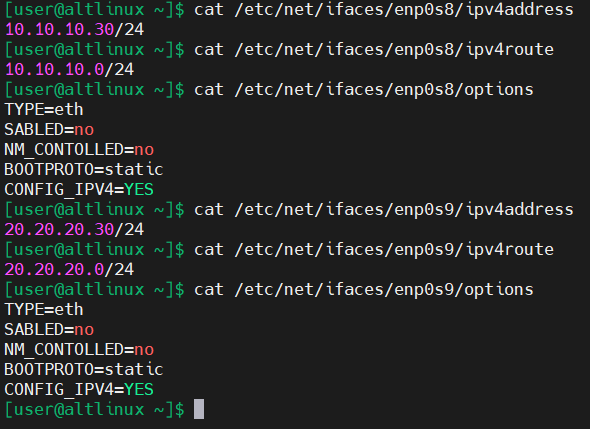 [user@altlinux ~]$ cat /etc/net/ifaces/enp0s8/ipv4address
10.10.10.30/24
[user@altlinux ~]$ cat /etc/net/ifaces/enp0s8/ipv4route
10.10.10.0/24
[user@altlinux ~]$ cat /etc/net/ifaces/enp0s8/options
TYPE=eth
SABLED=no
NM_CONTOLLED=no
BOOTPROTO=static
CONFIG_IPV4=YES
[user@altlinux ~]$ cat /etc/net/ifaces/enp0s9/ipv4address
20.20.20.30/24
[user@altlinux ~]$ cat /etc/net/ifaces/enp0s9/ipv4route
20.20.20.0/24
[user@altlinux ~]$ cat /etc/net/ifaces/enp0s9/options
TYPE=eth
SABLED=no
NM_CONTOLLED=no
BOOTPROTO=static
CONFIG_IPV4=YES
[user@altlinux ~]$